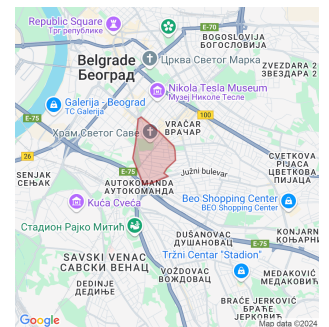 Republic Square
Трг републике
E-70
BOGOSLOVIJA
БОГОСЛОВИЈА
Belgrade
Београд
Црква Светог Марка
ZVEZDARA 2
ЗВЕЗДАРА 2
E-75
Nikola Tesla Museum
Музеј Николе Тесле
Galerija - Beograd
TC Galerija
100
VRAČAR
ВРАЧАР
Храм Светог Саве
E-75
26
СВЕТКОВА
PIJACA
ЦВЕТКОВА
ПИЈАЦА
Južni bulevar
SENJAK
СЕЊАК
AUTOKOMANDA
АУТОКОМАНДА
Kuća Cveća
Beo Shopping Center
BEO Shopping Center
Стадион Рајко Митић
DUŠANOVAC
ДУШАНОВАЦ
KONJARNI
КОЊАРНИ
E-75
SAVSKI VENAC
САВСКИ ВЕНАЦ
Tržni Centar "Stadion"
VOŽDOVAC
ВОЖДОВАЦ
MEDAKOVIĆ
МЕДАКОВИЋ
DEDINJE
ДЕДИЊЕ
BRAĆE JERKOVIĆ
БРАЋЕ
ЈЕРКОВИЋ
Google
Map data ©2024